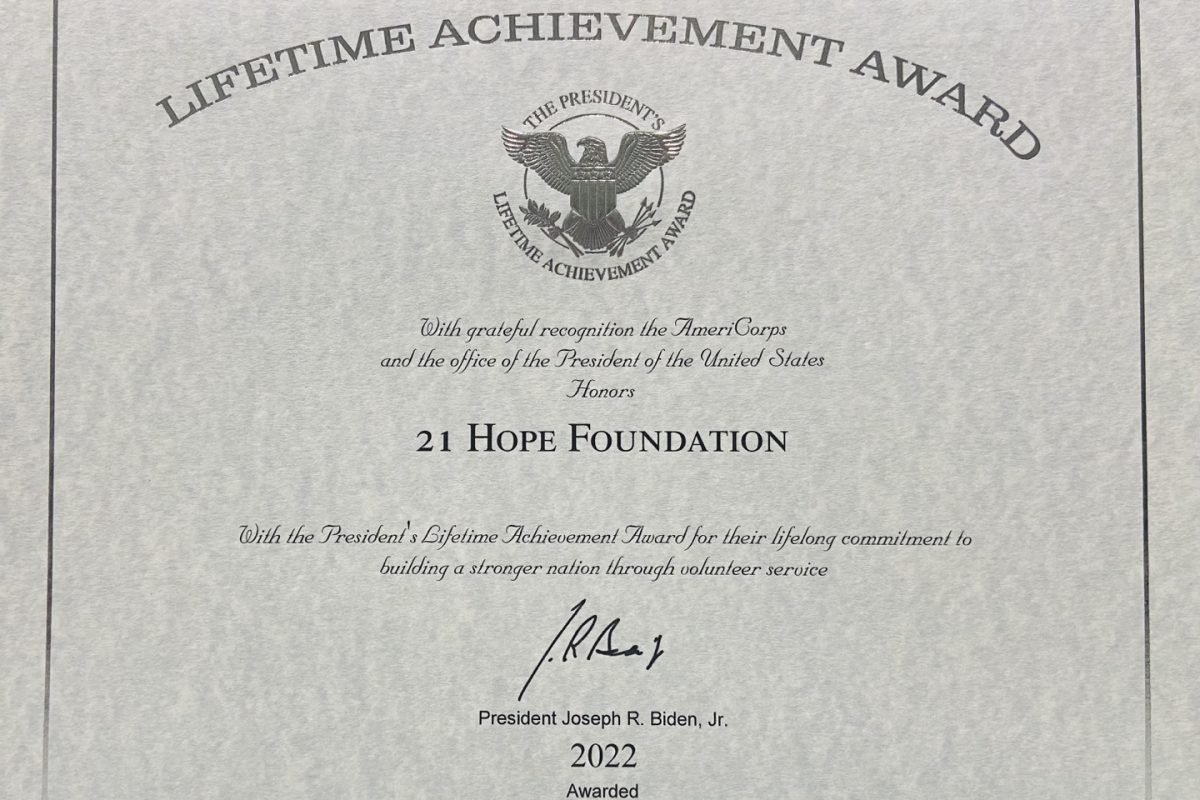 LIFETIME ACHIEVEMENT AWARD
THE PRESIDENT'S
LIFETIME ACHIEVEMENT AWARD
With grateful recognition the AmeriCorps
and the office of the President of the United States
Honors
21 HOPE FOUNDATION
With the President's Lifetime Achievement Award for their lifelong commitment to
building a stronger nation through volunteer service
President Joseph R. Biden, Jr.
2022
Awarded